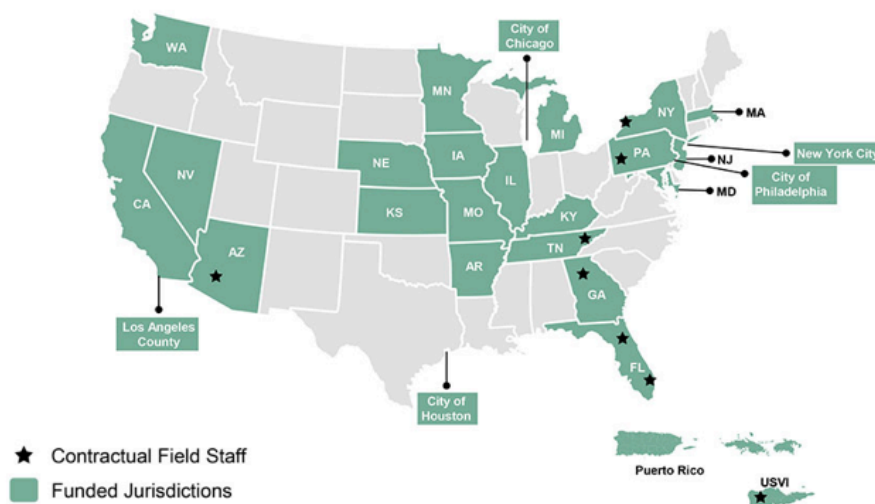 City of
Chicago
WA
MN
NY
MA
MI
New York City
PA
NJ
IA
NE
City of
Philadelphia
NV
IL
MD
CA
KS
MO
KY
AZ
TN
AR
GA
Los Angeles
County
FL
City of
Houston
Contractual Field Staff
Puerto Rico
USVI
Funded Jurisdictions